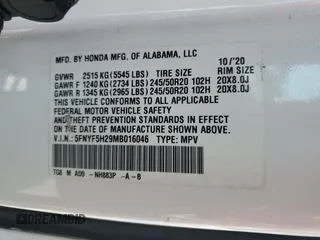 MFD. BY HONDA MFG. OF ALABAMA, LLC 10/'20
GVWR 2515 KG (5545 LBS) TIRE SIZE RIM SIZE
GAWR F 1240 KG (2734 LBS) 245/50R20 102H 20X8.0J
GAWR R 1345 KG (2965 LBS) 245/50R20 102H 20X8.0J
THIS VEHICLE CONFORMS TO ALL APPLICABLE
FEDERAL MOTOR VEHICLE SAFETY
AND THEFT PREVENTION STANDARDS IN EFFECT ON
THE DATE OF MANUFACTURE SHOWN ABOVE.
V.I.N.: 5FNYF5H29MB016046 TYPE: MPV
TG8 M A09 -NH883P -A-B
DREAMBID